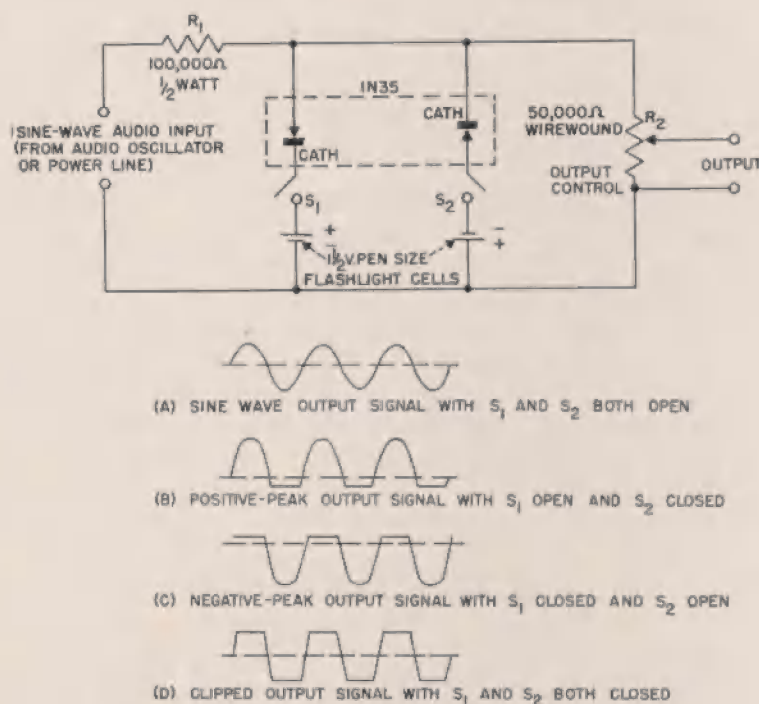 R1
100,000Ω
½ WATT
1N35
CATH
CATH
SINE-WAVE AUDIO INPUT
(FROM AUDIO OSCILLATOR
OR POWER LINE)
50,000Ω
WIREWOUND
R2
OUTPUT
CONTROL
OUTPUT
S1
S2
+
-
-
+
1½V. PEN SIZE
FLASHLIGHT CELLS
(A) SINE WAVE OUTPUT SIGNAL WITH S1 AND S2 BOTH OPEN
(B) POSITIVE-PEAK OUTPUT SIGNAL WITH S1 OPEN AND S2 CLOSED
(C) NEGATIVE-PEAK OUTPUT SIGNAL WITH S1 CLOSED AND S2 OPEN
(D) CLIPPED OUTPUT SIGNAL WITH S1 AND S2 BOTH CLOSED